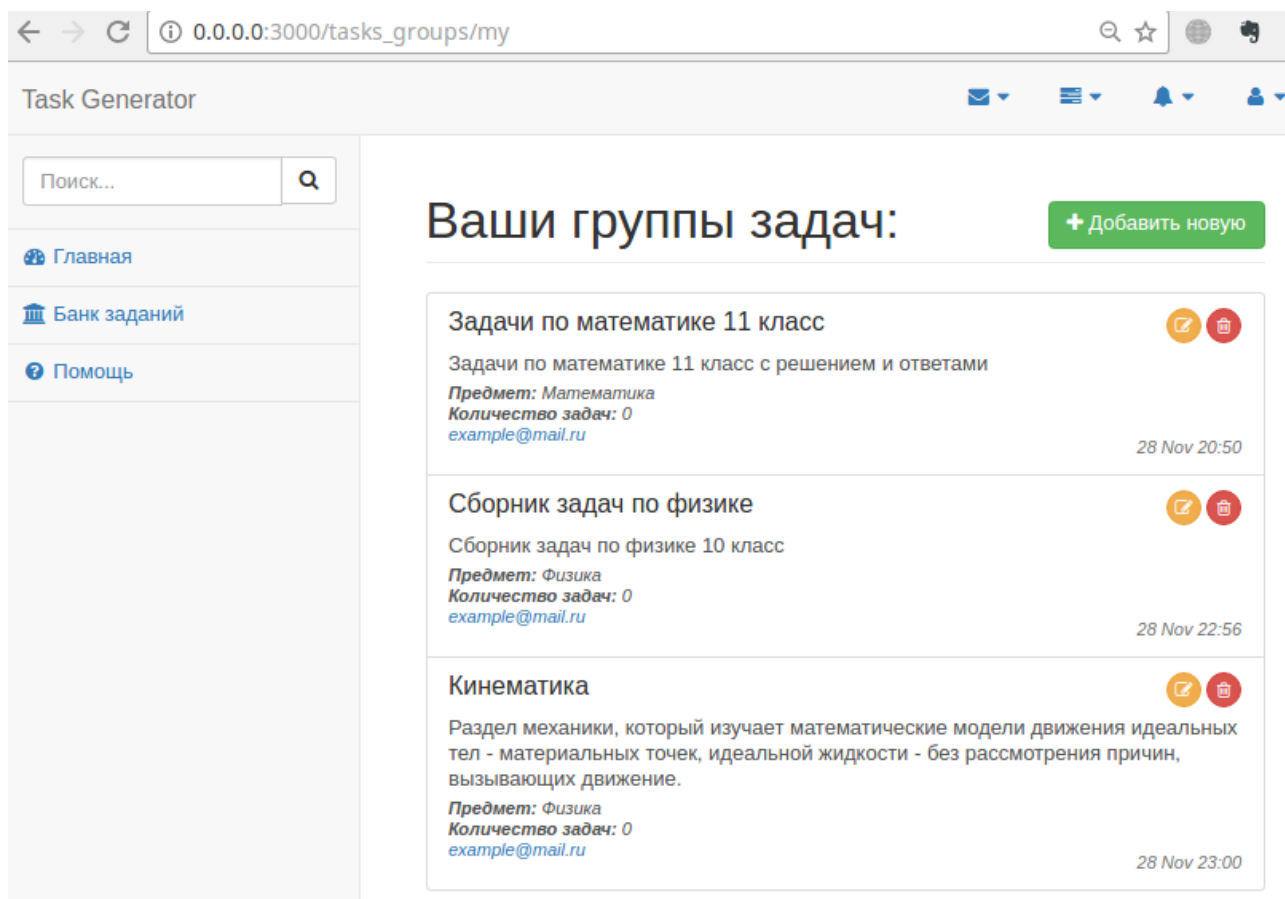 0.0.0.0:3000/tasks_groups/my
Task Generator
Поиск...
Главная
Банк заданий
Помощь
Ваши группы задач:
Добавить новую
Задачи по математике 11 класс
Задачи по математике 11 класс с решением и ответами
Предмет: Математика
Количество задач: 0
example@mail.ru
28 Nov 20:50
Сборник задач по физике
Сборник задач по физике 10 класс
Предмет: Физика
Количество задач: 0
example@mail.ru
28 Nov 22:56
Кинематика
Раздел механики, который изучает математические модели движения идеальных
тел - материальных точек, идеальной жидкости - без рассмотрения причин,
вызывающих движение.
Предмет: Физика
Количество задач: 0
example@mail.ru
28 Nov 23:00